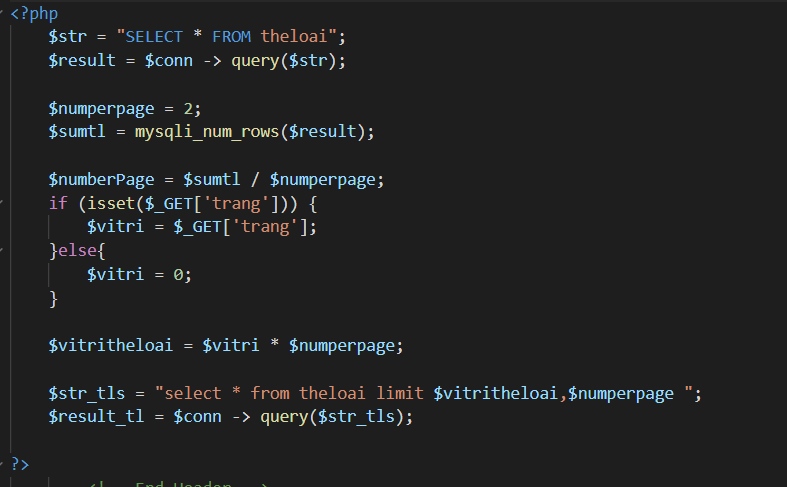 <?php
$str = "SELECT * FROM theloai";
$result = $conn -> query($str);
$numperpage = 2;
$sumtl = mysqli_num_rows($result);
$numberPage = $sumtl / $numperpage;
if (isset($_GET['trang'])) {
$vitri = $_GET['trang'];
}else{
$vitri = 0;
}
$vitritheloai = $vitri * $numperpage;
$str_tls = "select * from theloai limit $vitritheloai,$numperpage ";
$result_tl = $conn -> query($str_tls);
?>
End Header